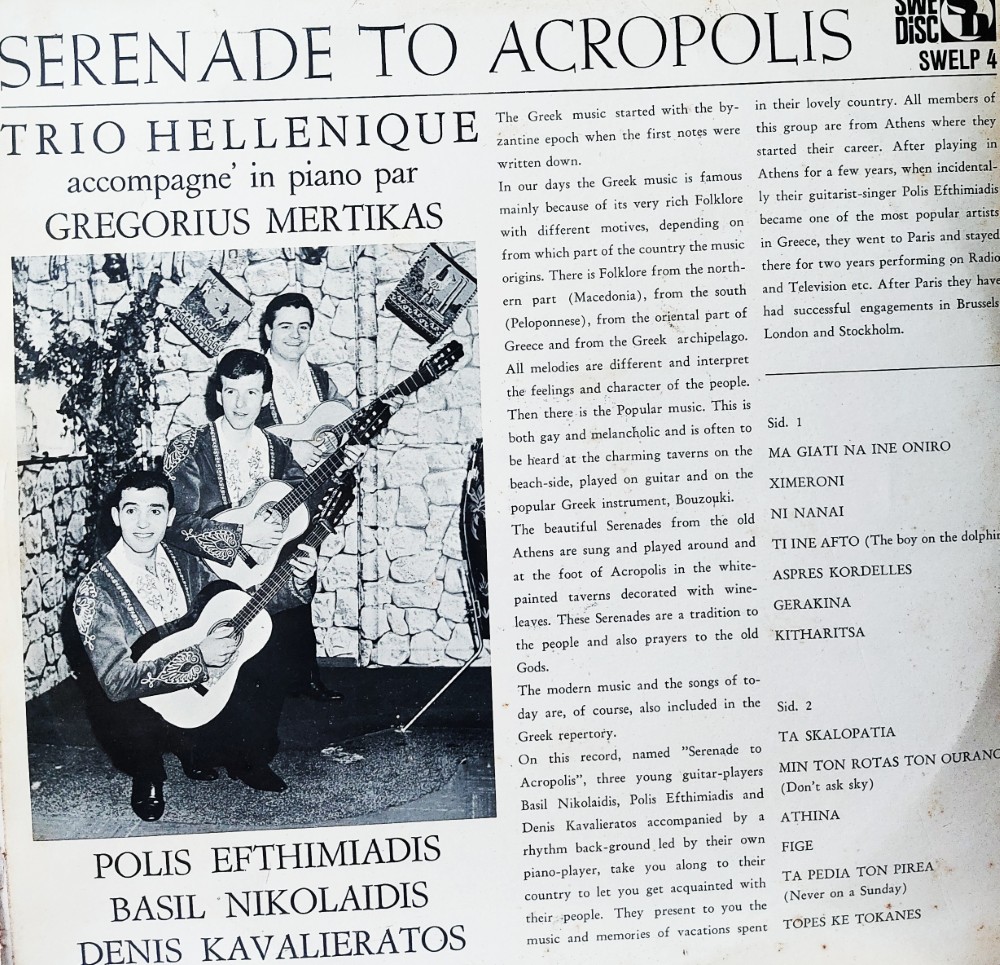 SERENADE TO ACROPOLIS
SWE
DISC
SWELP 4
TRIO HELLENIQUE
accompagne' in piano par
GREGORIUS MERTIKAS
POLIS EFTHIMIADIS
BASIL NIKOLAIDIS
DENIS KAVALIERATOS
The Greek music started with the by-
zantine epoch when the first notes were
written down.
In our days the Greek music is famous
mainly because of its very rich Folklore
with different motives, depending on
from which part of the country the music
origins. There is Folklore from the north-
ern part (Macedonia), from the south
(Peloponnese), from the oriental part of
Greece and from the Greek archipelago.
All melodies are different and interpret
the feelings and character of the people.
Then there is the Popular music. This is
both gay and melancholic and is often to
be heard at the charming taverns on the
beach-side, played on guitar and on the
popular Greek instrument, Bouzouki.
The beautiful Serenades from the old
Athens are sung and played around and
at the foot of Acropolis in the white-
painted taverns decorated with wine-
leaves. These Serenades are a tradition to
the people and also prayers to the old
Gods.
The modern music and the songs of to-
day are, of course, also included in the
Greek repertory.
On this record, named ”Serenade to
Acropolis”, three young guitar-players
Basil Nikolaidis, Polis Efthimiadis and
Denis Kavalieratos accompanied by a
rhythm back-ground led by their own
piano-player, take you along to their
country to let you get acquainted with
their people. They present to you the
music and memories of vacations spent
in their lovely country. All members of
this group are from Athens where they
started their career. After playing in
Athens for a few years, when incidental-
ly their guitarist-singer Polis Efthimiadis
became one of the most popular artists
in Greece, they went to Paris and stayed
there for two years performing on Radio
and Television etc. After Paris they have
had successful engagements in Brussels
London and Stockholm.
Sid. 1
MA GIATI NA INE ONIRO
XIMERONI
NI NANAI
TI INE AFTO (The boy on the dolphin
ASPRES KORDELLES
GERAKINA
KITHARITSA
Sid. 2
TA SKALOPATIA
MIN TON ROTAS TON OURANO
(Don't ask sky)
ATHINA
FIGE
TA PEDIA TON PIREA
(Never on a Sunday)
TOPES KE TOKANES